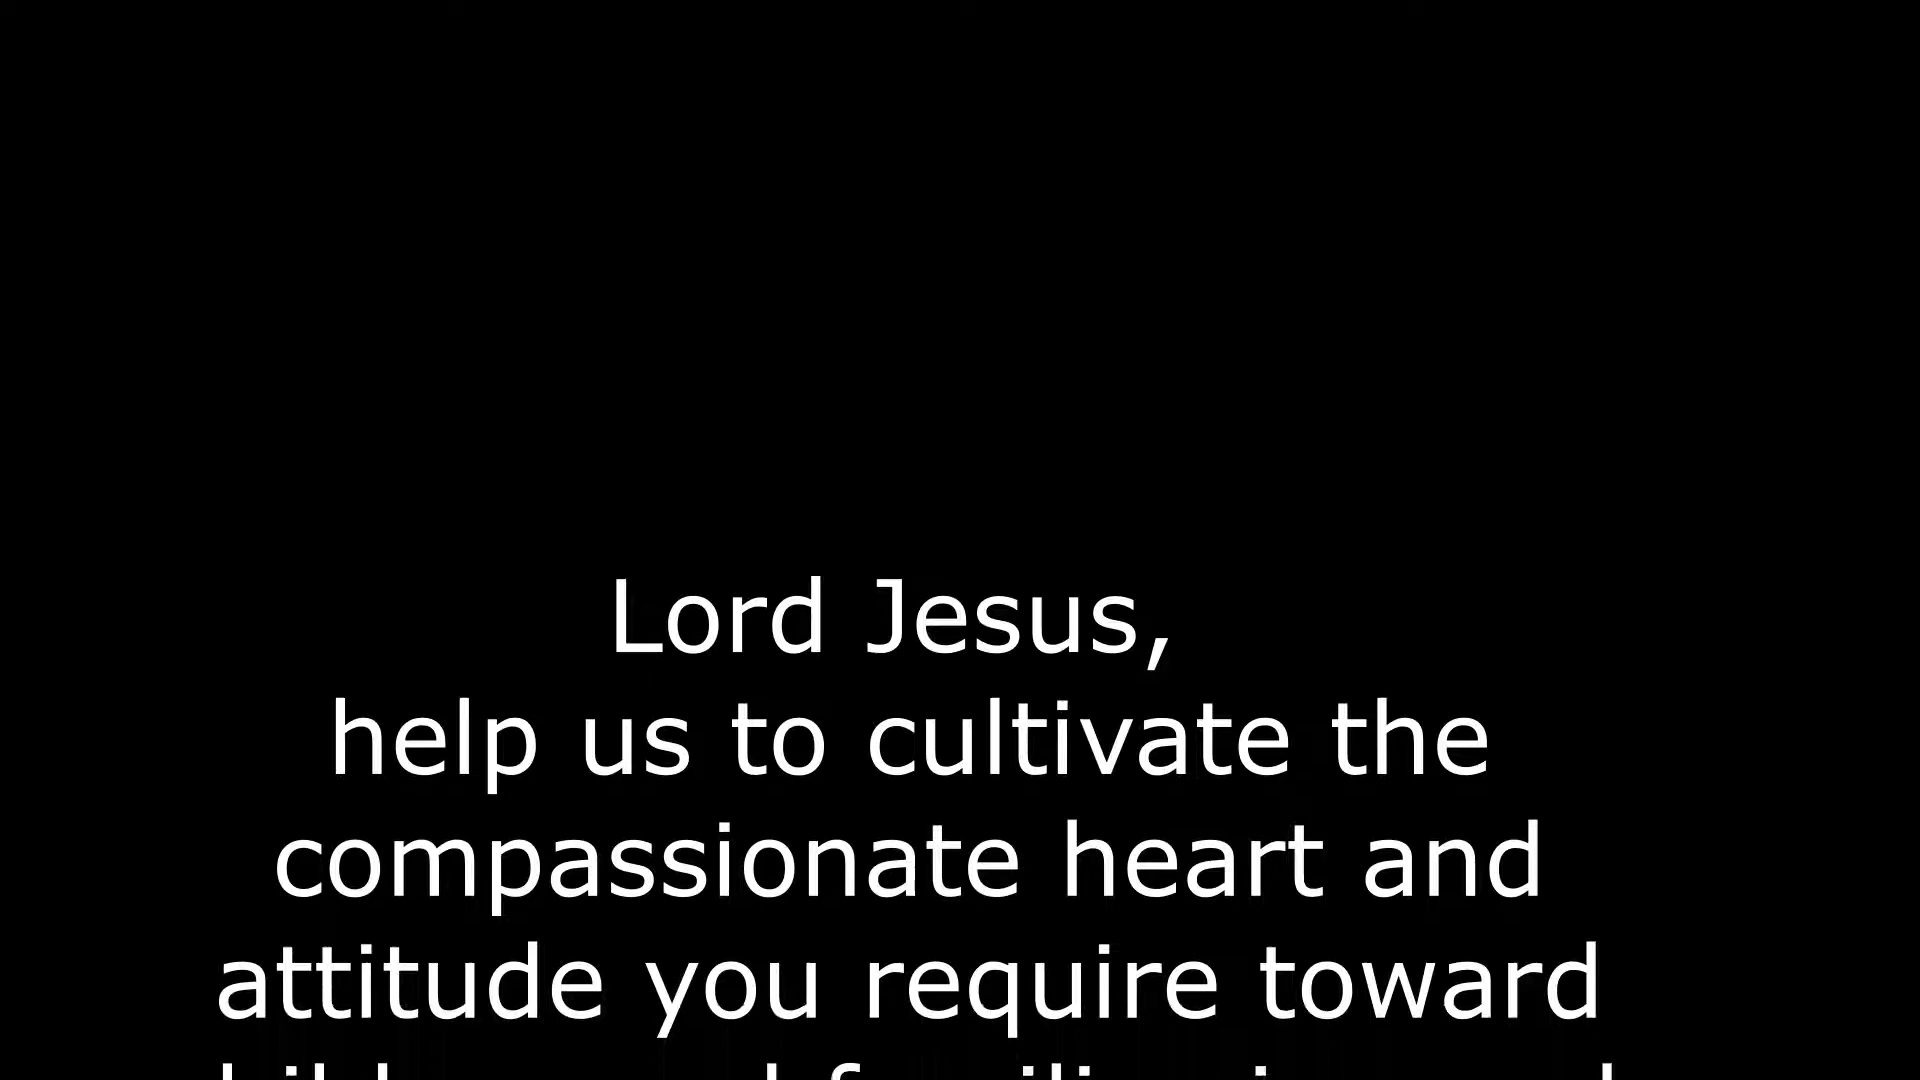 Lord Jesus,
help us to cultivate the
compassionate heart and
attitude you require toward